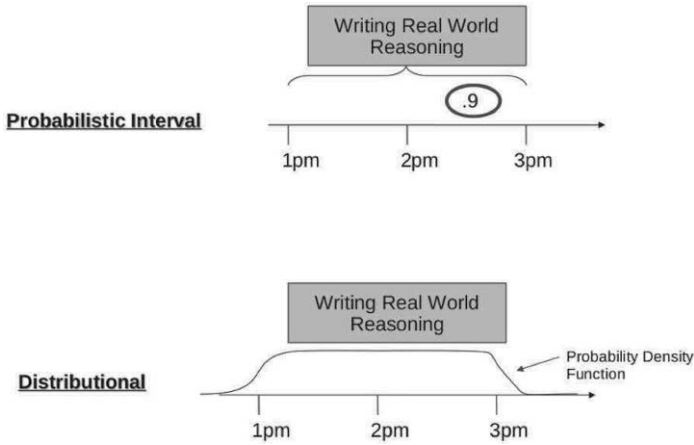 Writing Real World
Reasoning
.9
Probabilistic Interval
1pm 2pm 3pm
Writing Real World
Reasoning
Probability Density
Function
Distributional
1pm 2pm 3pm